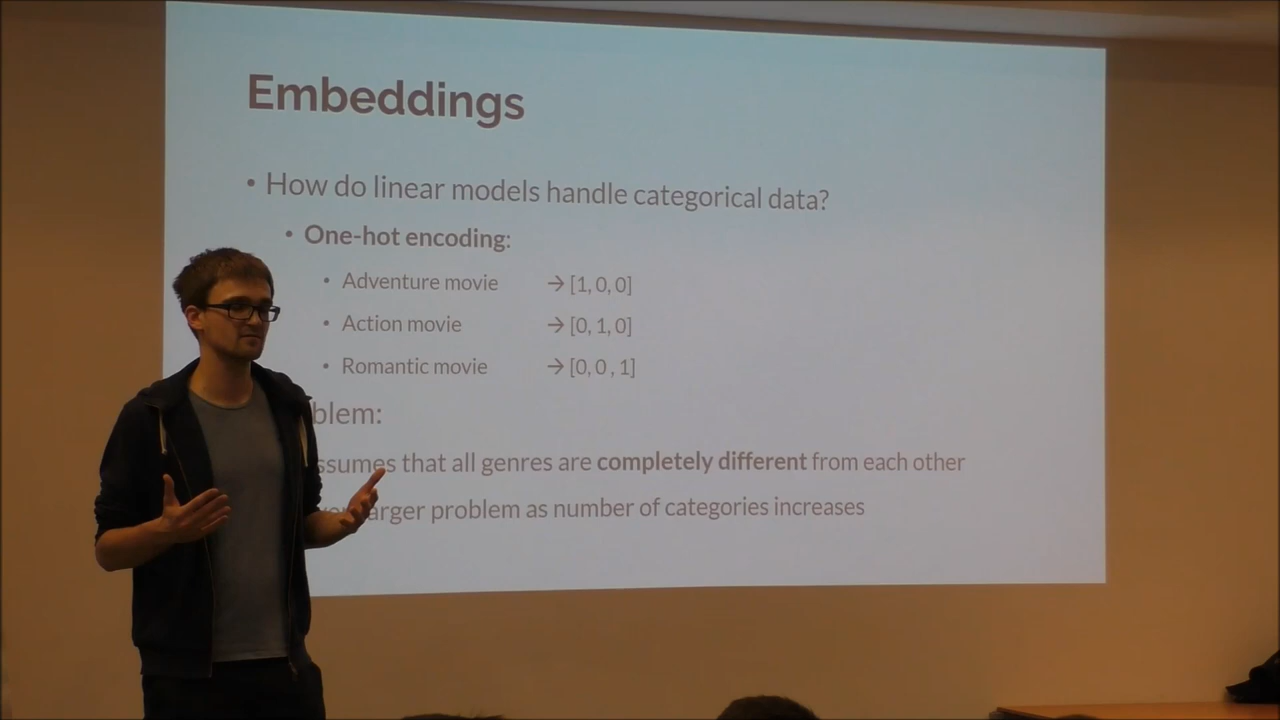 Embeddings
• How do linear models handle categorical data?
• One-hot encoding:
• Adventure movie → [1, 0, 0]
• Action movie → [0, 1, 0]
• Romantic movie → [0, 0 , 1]
blem:
ssumes that all genres are completely different from each other
larger problem as number of categories increases